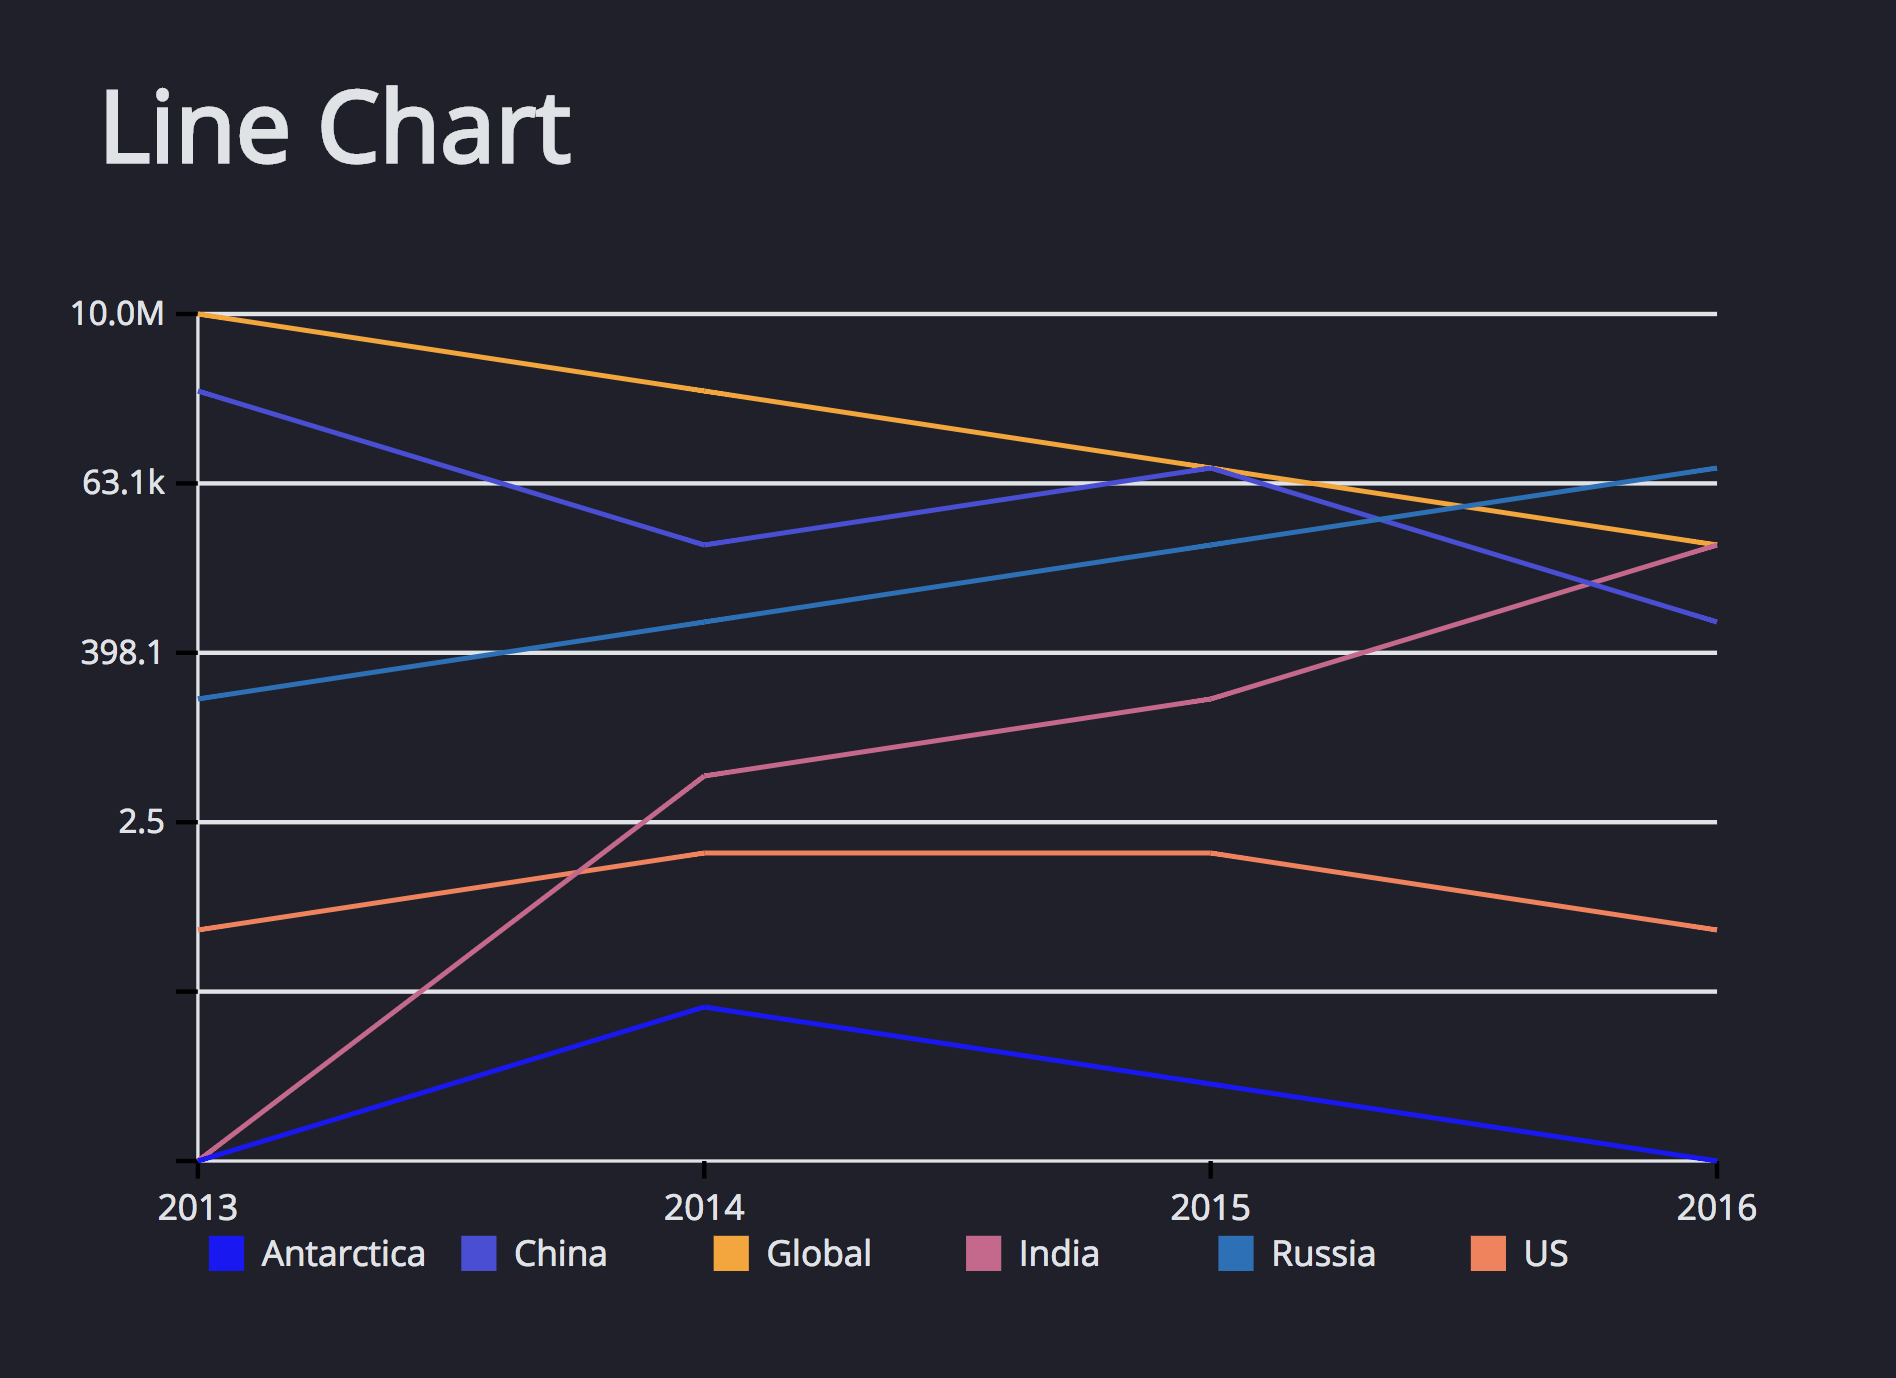 Line Chart
10.0M
63.1k
398.1
2.5
2013 2014 2015 2016
Antarctica China Global India Russia US